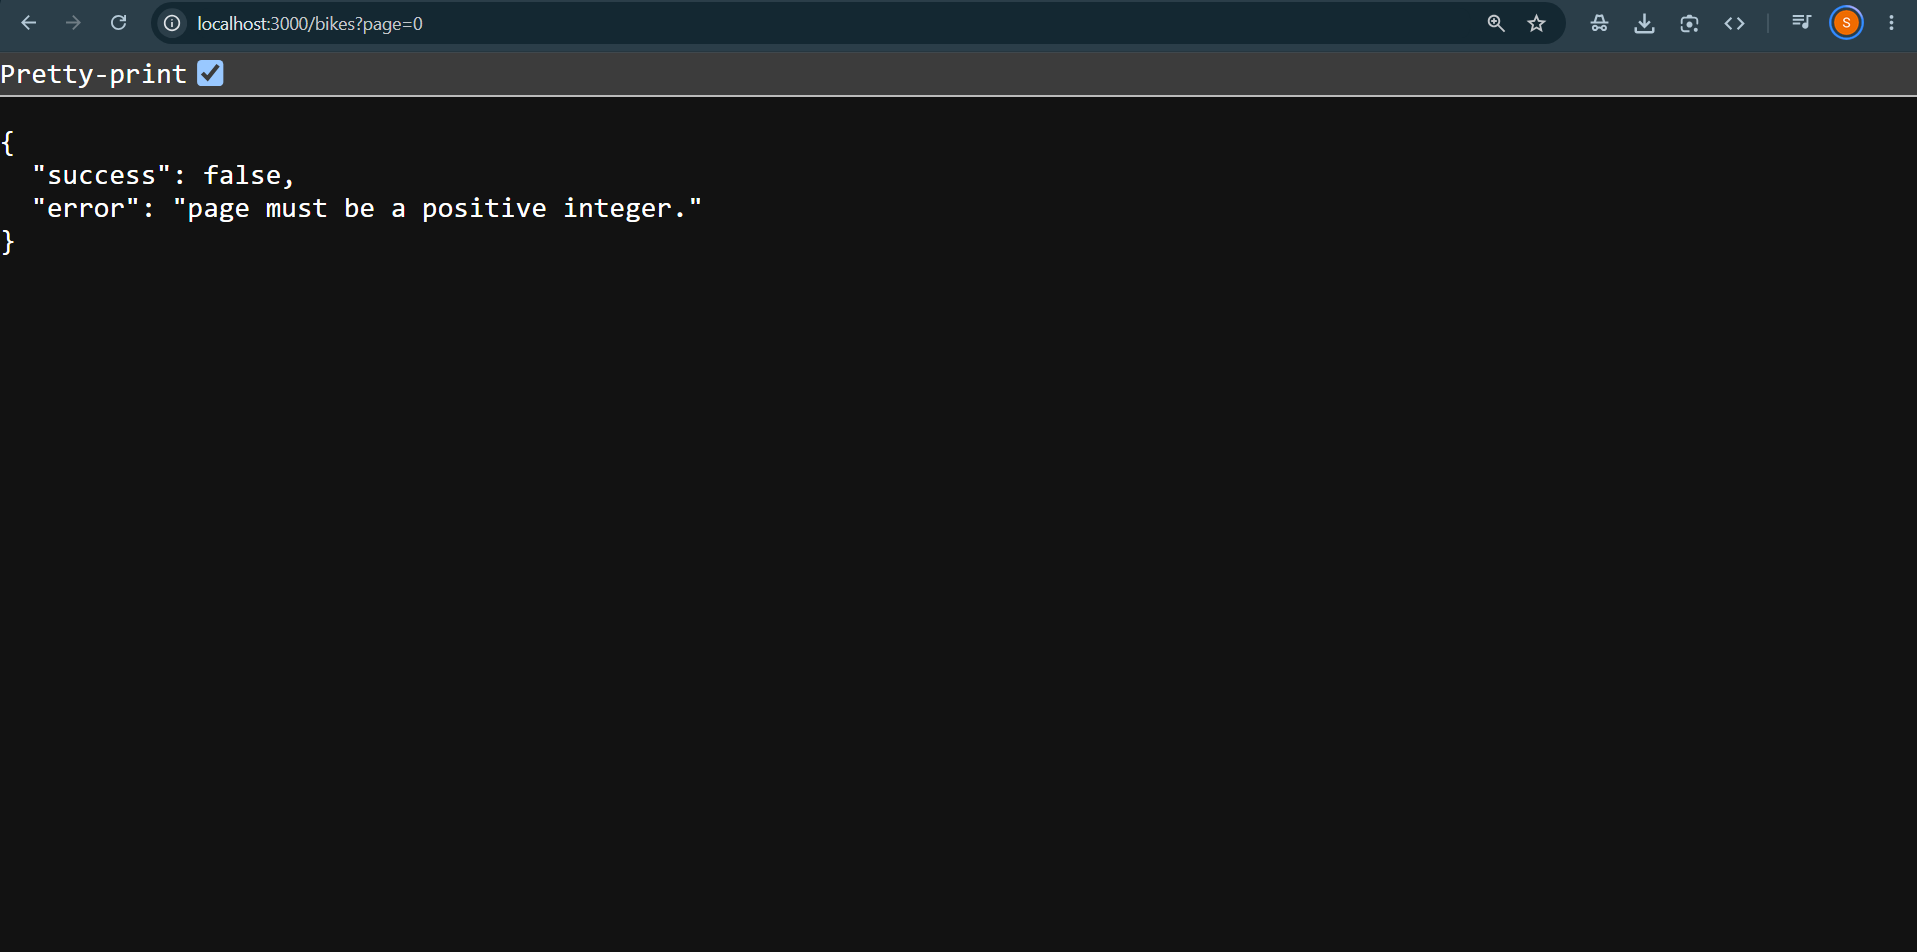 localhost:3000/bikes?page=0
S
Pretty-print
{
"success": false,
"error": "page must be a positive integer."
}